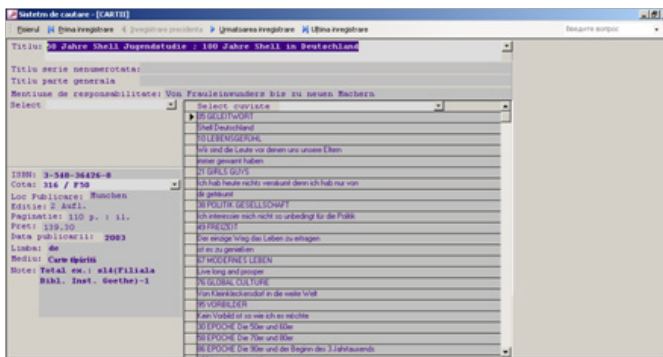 Sistem de cautare - [CARTI]
Fisierul Prima inregistrare Inregistrare precedenta Urmatoarea inregistrare Ultima inregistrare Введите вопрос
Titlu: 50 Jahre Shell Jugendstudie ; 100 Jahre Shell in Deutschland
Titlu serie nenumerotata:
Titlu parte generala
Mentiune de responsabilitate: Von Frauleinwunders bis zu neuen Machern
Select
Select cuvinte
05 GELEITWORT
Shell Deutschland
10 LEBENSGEFÜHL
Wir sind die Leute vor denen uns unsere Eltern
immer gewarnt haben
21 GIRLS GUYS
Ich hab heute nichts versäumt denn ich hab nur von
dir geträumt
38 POLITIK GESELLSCHAFT
Ich interessier mich nicht so unbedingt für die Politik
49 FREIZEIT
Der einzige Weg das Leben zu ertragen
ist es zu genießen
67 MODERNES LEBEN
Live long and prosper
76 GLOBAL CULTURE
Von Kleinkleckersdorf in die weite Welt
95 VORBILDER
Kein Vorbild ist so wie ich es möchte
30 EPOCHE Die 50er und 60er
58 EPOCHE Die 70er und 80er
86 EPOCHE Die 90er und der Beginn des 3 Jahrtausends
ISBN: 3-540-36426-0
Cota: 316 / F50
Loc Publicare: Munchen
Editie: 2 Aufl.
Paginatie: 110 p. : il.
Pret: 139.30
Data publicarii: 2003
Limba: de
Mediu: Carte tipărită
Note: Total ex.: 1(Filiala
Bibl. Inst. Goethe)-1